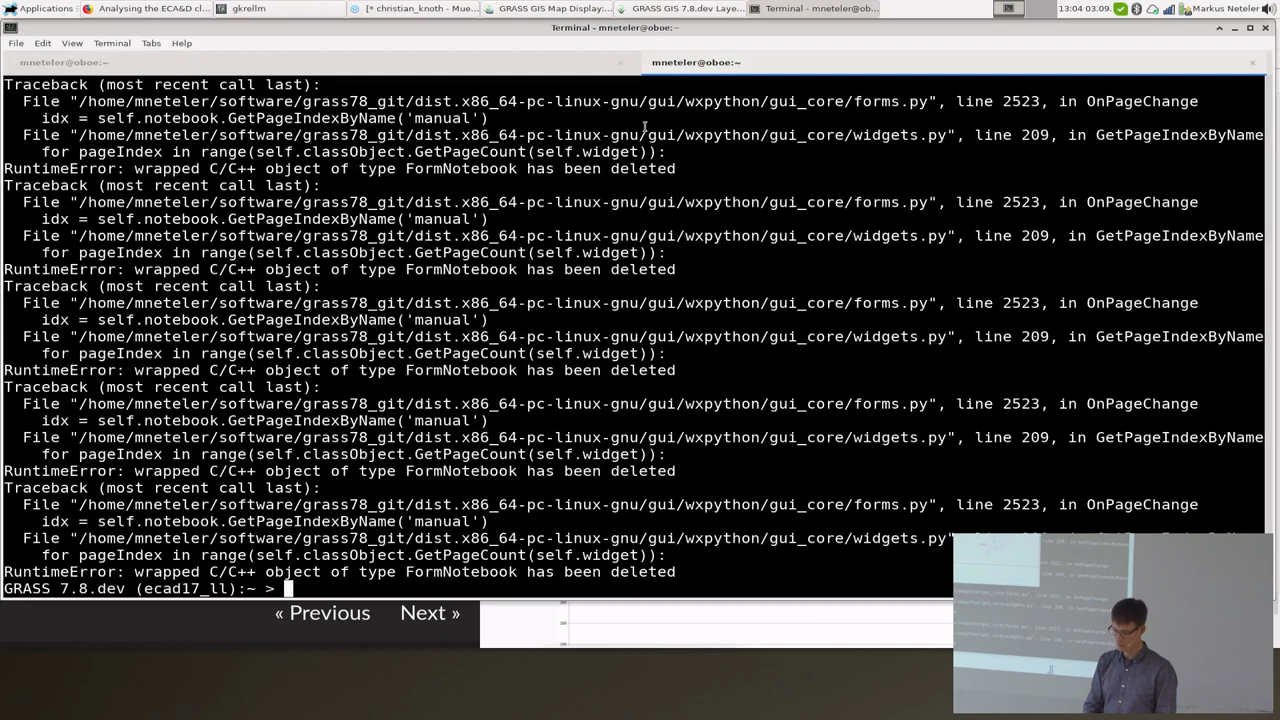 Applications
Analysing the ECA&D cl...
gkrellm
[* christian_knoth - Mue...
GRASS GIS Map Display:...
GRASS GIS 7.8.dev Laye...
Terminal - mneteler@ob...
13:04 03.09.
Markus Neteler
Terminal - mneteler@oboe:~
File Edit View Terminal Tabs Help
mneteler@oboe:~
mneteler@oboe:~
Traceback (most recent call last):
  File "/home/mneteler/software/grass78_git/dist.x86_64-pc-linux-gnu/gui/wxpython/gui_core/forms.py", line 2523, in OnPageChange
    idx = self.notebook.GetPageIndexByName('manual')
  File "/home/mneteler/software/grass78_git/dist.x86_64-pc-linux-gnu/gui/wxpython/gui_core/widgets.py", line 209, in GetPageIndexByName
    for pageIndex in range(self.classObject.GetPageCount(self.widget)):
RuntimeError: wrapped C/C++ object of type FormNotebook has been deleted
Traceback (most recent call last):
  File "/home/mneteler/software/grass78_git/dist.x86_64-pc-linux-gnu/gui/wxpython/gui_core/forms.py", line 2523, in OnPageChange
    idx = self.notebook.GetPageIndexByName('manual')
  File "/home/mneteler/software/grass78_git/dist.x86_64-pc-linux-gnu/gui/wxpython/gui_core/widgets.py", line 209, in GetPageIndexByName
    for pageIndex in range(self.classObject.GetPageCount(self.widget)):
RuntimeError: wrapped C/C++ object of type FormNotebook has been deleted
Traceback (most recent call last):
  File "/home/mneteler/software/grass78_git/dist.x86_64-pc-linux-gnu/gui/wxpython/gui_core/forms.py", line 2523, in OnPageChange
    idx = self.notebook.GetPageIndexByName('manual')
  File "/home/mneteler/software/grass78_git/dist.x86_64-pc-linux-gnu/gui/wxpython/gui_core/widgets.py", line 209, in GetPageIndexByName
    for pageIndex in range(self.classObject.GetPageCount(self.widget)):
RuntimeError: wrapped C/C++ object of type FormNotebook has been deleted
Traceback (most recent call last):
  File "/home/mneteler/software/grass78_git/dist.x86_64-pc-linux-gnu/gui/wxpython/gui_core/forms.py", line 2523, in OnPageChange
    idx = self.notebook.GetPageIndexByName('manual')
  File "/home/mneteler/software/grass78_git/dist.x86_64-pc-linux-gnu/gui/wxpython/gui_core/widgets.py", line 209, in GetPageIndexByName
    for pageIndex in range(self.classObject.GetPageCount(self.widget)):
RuntimeError: wrapped C/C++ object of type FormNotebook has been deleted
Traceback (most recent call last):
  File "/home/mneteler/software/grass78_git/dist.x86_64-pc-linux-gnu/gui/wxpython/gui_core/forms.py", line 2523, in OnPageChange
    idx = self.notebook.GetPageIndexByName('manual')
  File "/home/mneteler/software/grass78_git/dist.x86_64-pc-linux-gnu/gui/wxpython/gui_core/widgets.py"
    for pageIndex in range(self.classObject.GetPageCount(self.widget)):
RuntimeError: wrapped C/C++ object of type FormNotebook has been deleted
GRASS 7.8.dev (ecad17_ll):~ >
« Previous Next »